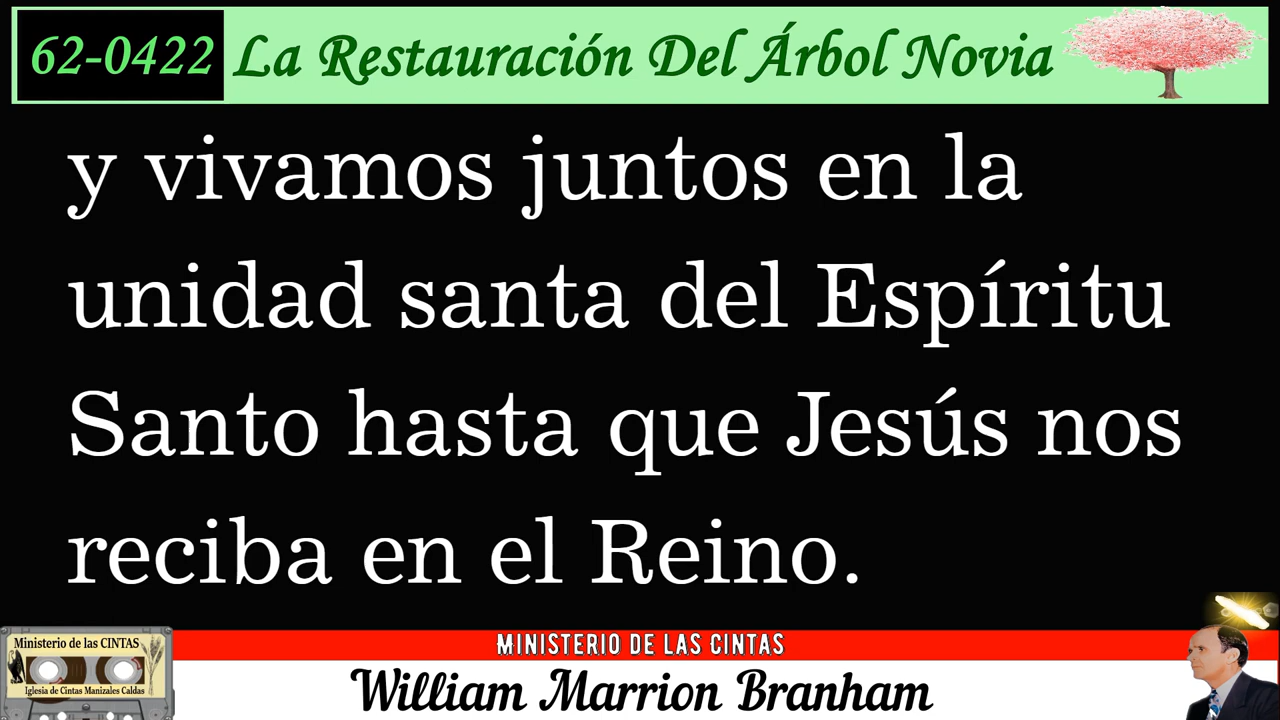 62-0422 La Restauración Del Árbol Novia
y vivamos juntos en la
unidad santa del Espíritu
Santo hasta que Jesús nos
reciba en el Reino.
MINISTERIO DE LAS CINTAS
William Marrion Branham
Ministerio de las CINTAS
Iglesia de Cintas Manizales Caldas